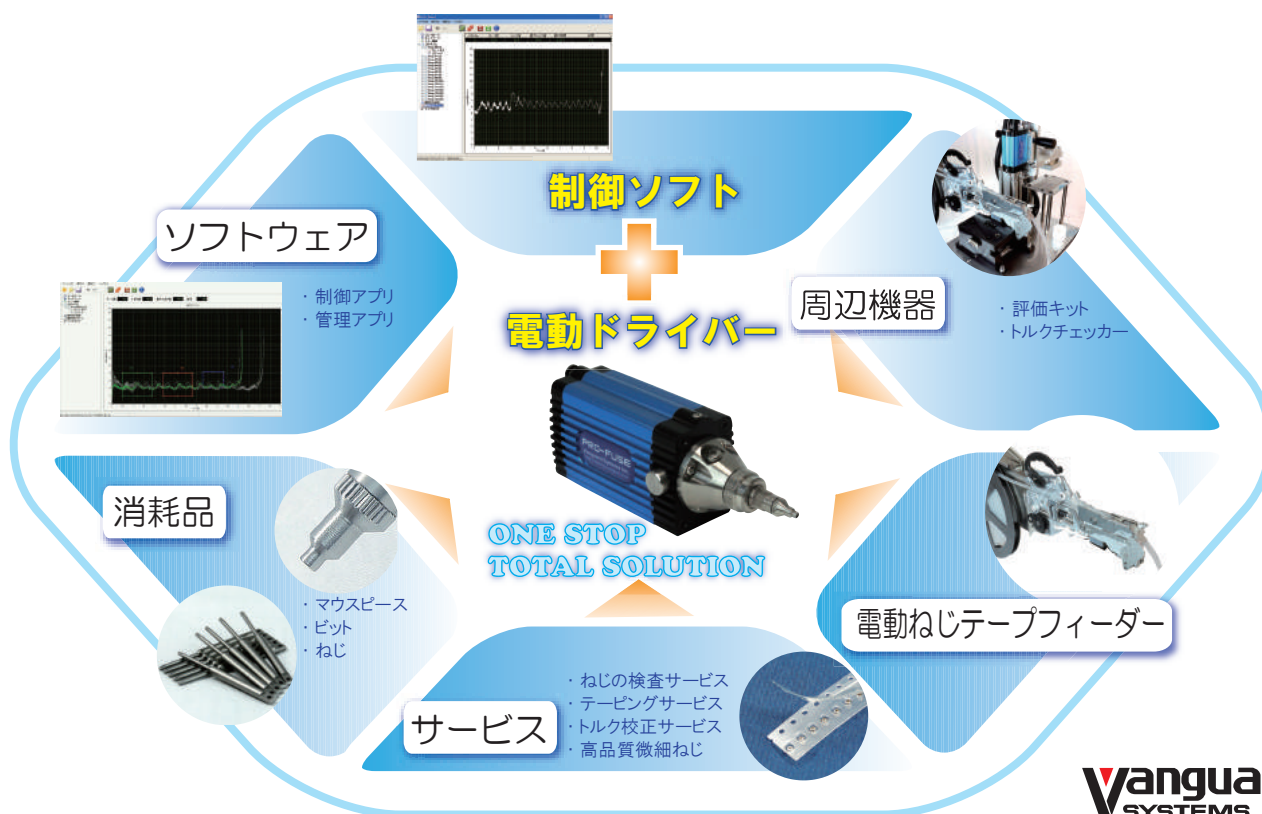 制御ソフト
電動ドライバー
PRO-FUSE
ONE STOP
TOTAL SOLUTION
ソフトウェア
・制御アプリ
・管理アプリ
周辺機器
・評価キット
・トルクチェッカー
消耗品
・マウスピース
・ビット
・ねじ
電動ねじテープフィーダー
サービス
・ねじの検査サービス
・テーピングサービス
・トルク校正サービス
・高品質微細ねじ
Vangua
SYSTEMS